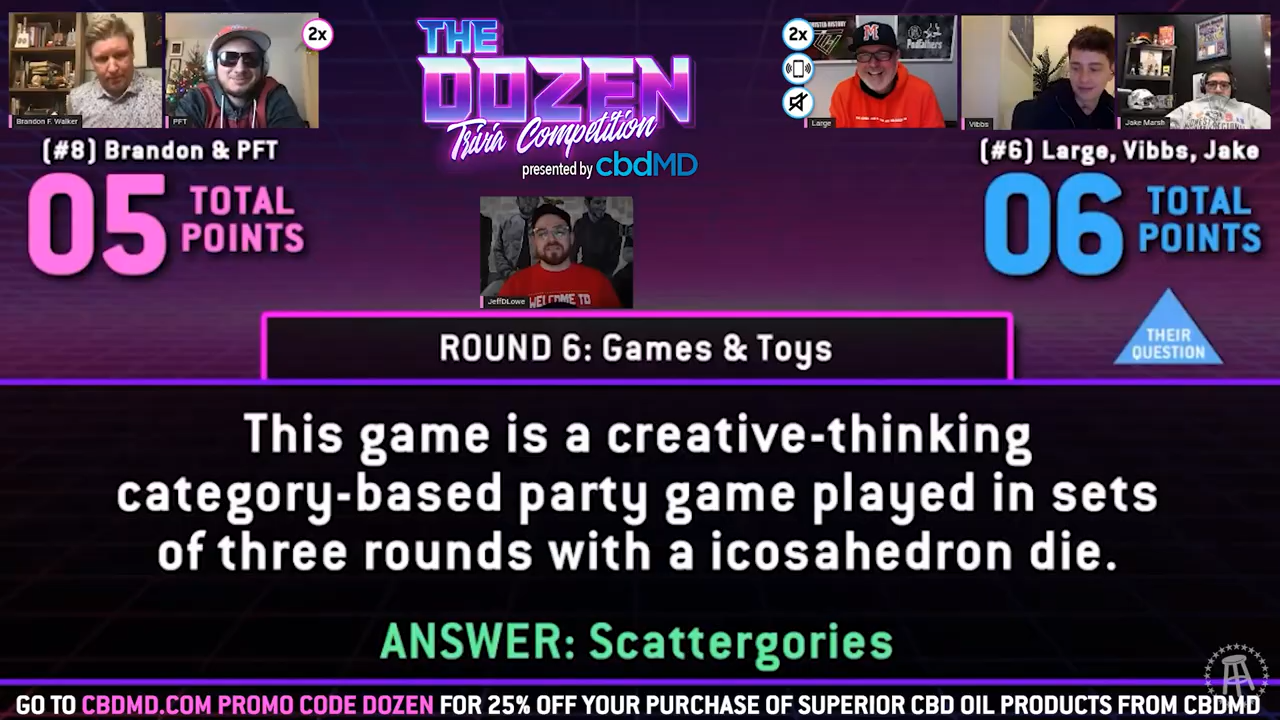 Brandon F. Walker
PFT
2x
THE
DOZEN
Trivia Competition
presented by cbdMD
2x
Large
Vibbs
Jake Marsh
(#8) Brandon & PFT
05 TOTAL POINTS
JeffDLowe
WELCOME TO
(#6) Large, Vibbs, Jake
06 TOTAL POINTS
THEIR
QUESTION
ROUND 6: Games & Toys
This game is a creative-thinking
category-based party game played in sets
of three rounds with a icosahedron die.
ANSWER: Scattergories
GO TO CBDMD.COM PROMO CODE DOZEN FOR 25% OFF YOUR PURCHASE OF SUPERIOR CBD OIL PRODUCTS FROM CBDMD